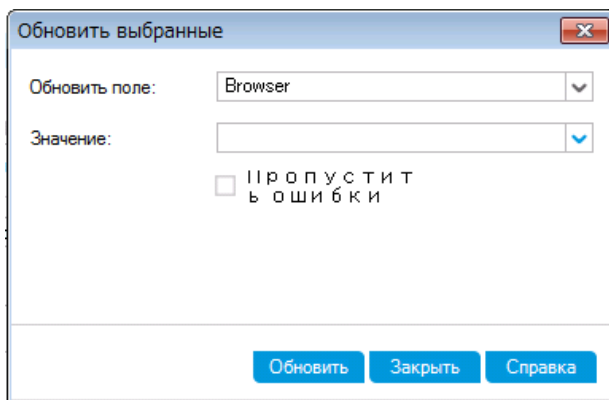 Обновить выбранные
Обновить поле: Browser
Значение:
Пропустит
ь ошибки
Обновить Закрыть Справка